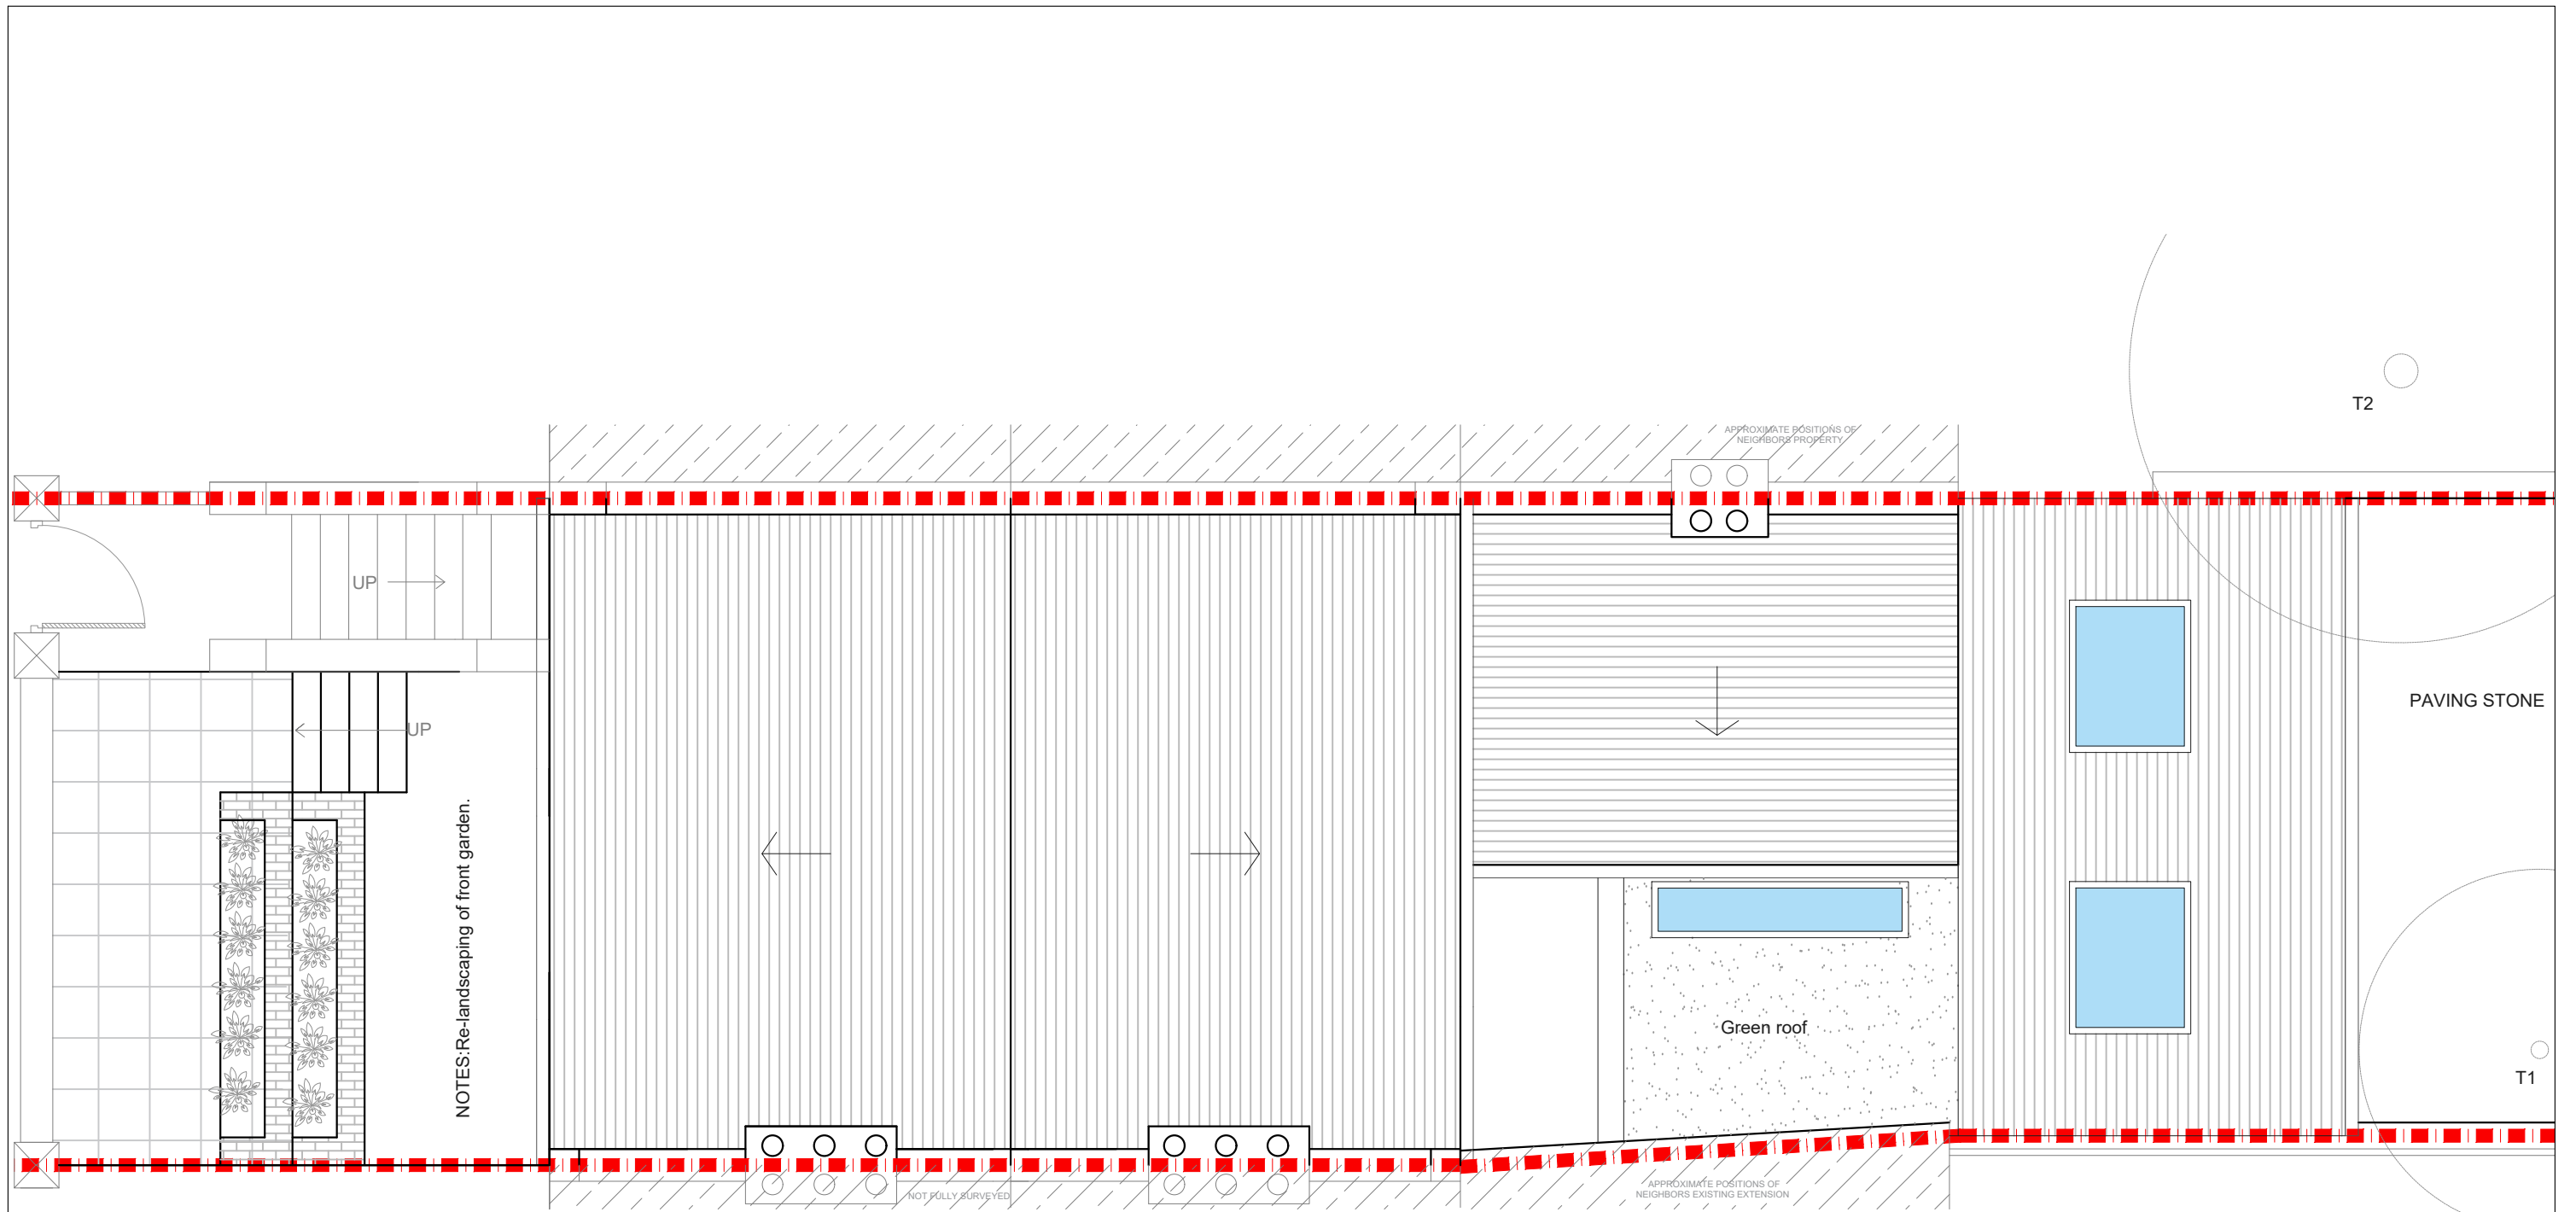 T2
APPROXIMATE POSITIONS OF
NEIGHBORS PROPERTY
UP
PAVING STONE
UP
NOTES:Re-landscaping of front garden.
Green roof
T1
APPROXIMATE POSITIONS OF
NEIGHBORS EXISTING EXTENSION
NOT FULLY SURVEYED